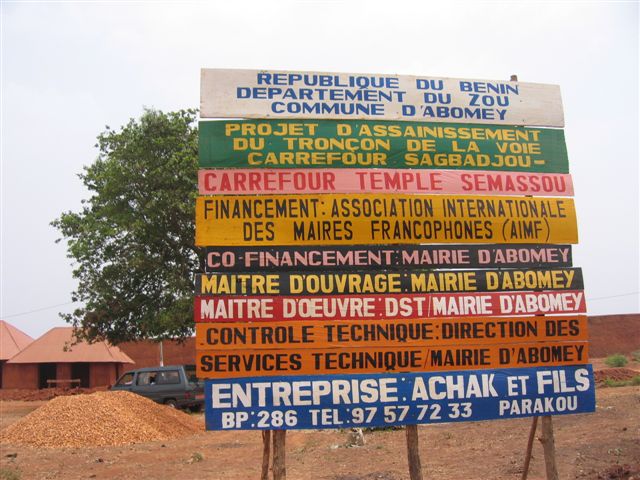 REPUBLIQUE DU BENIN
DEPARTEMENT DU ZOU
COMMUNE D'ABOMEY
PROJET D'ASSAINISSEMENT
DU TRONÇON DE LA VOIE
CARREFOUR SAGBADJOU-
CARREFOUR TEMPLE SEMASSOU
FINANCEMENT: ASSOCIATION INTERNATIONALE
DES MAIRES FRANCOPHONES (AIMF)
CO-FINANCEMENT: MAIRIE D'ABOMEY
MAITRE D'OUVRAGE: MAIRIE D'ABOMEY
MAITRE D'OEUVRE: DST/MAIRIE D'ABOMEY
CONTROLE TECHNIQUE: DIRECTION DES
SERVICES TECHNIQUE/MAIRIE D'ABOMEY
ENTREPRISE: ACHAK ET FILS
BP: 286 TEL: 97 57 72 33 PARAKOU